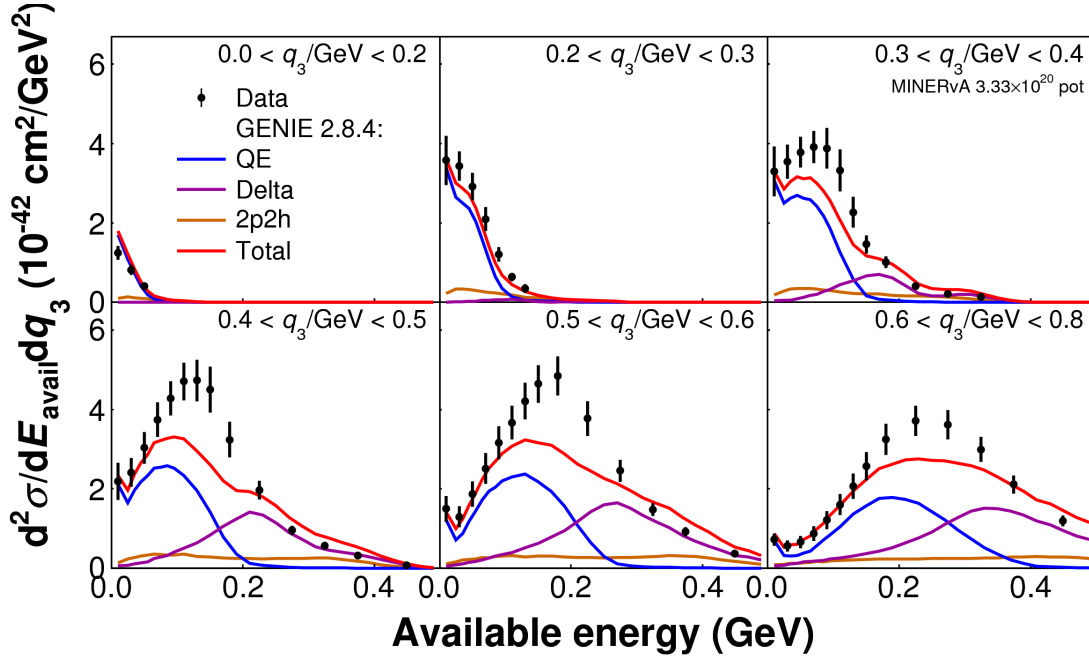 d²σ/dE_avail dq₃ (10⁻⁴² cm²/GeV²)
6
4
2
0
0.0 < q₃/GeV < 0.2
Data
GENIE 2.8.4:
QE
Delta
2p2h
Total
0.2 < q₃/GeV < 0.3
0.3 < q₃/GeV < 0.4
MINERvA 3.33×10²⁰ pot
6
4
2
0
0.4 < q₃/GeV < 0.5
0.5 < q₃/GeV < 0.6
0.6 < q₃/GeV < 0.8
0.0 0.2 0.4 0.0 0.2 0.4 0.0 0.2 0.4
Available energy (GeV)